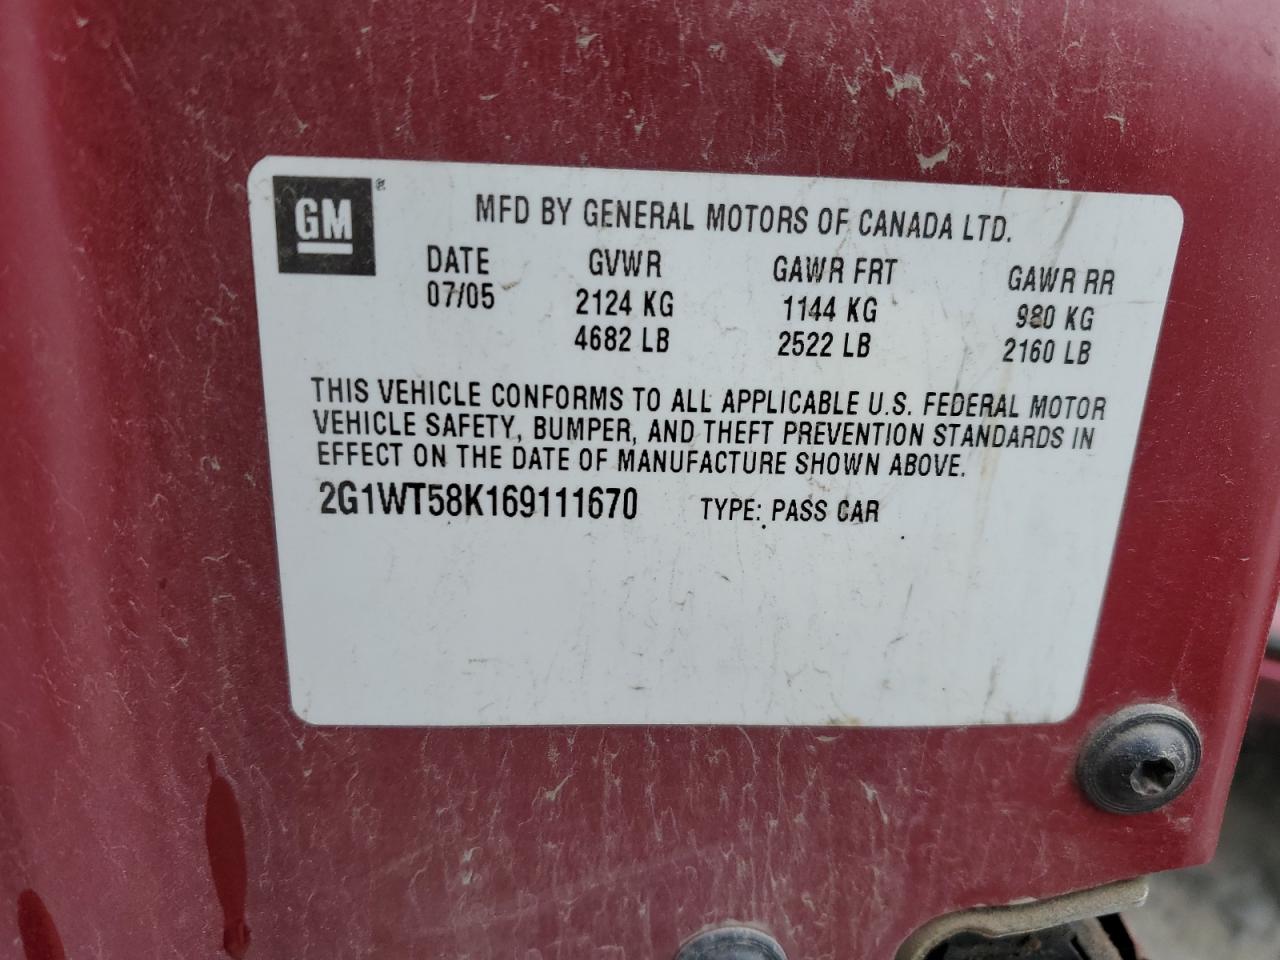 GM®
MFD BY GENERAL MOTORS OF CANADA LTD.
DATE GVWR GAWR FRT GAWR RR
07/05 2124 KG 1144 KG 980 KG
4682 LB 2522 LB 2160 LB
THIS VEHICLE CONFORMS TO ALL APPLICABLE U.S. FEDERAL MOTOR
VEHICLE SAFETY, BUMPER, AND THEFT PREVENTION STANDARDS IN
EFFECT ON THE DATE OF MANUFACTURE SHOWN ABOVE.
2G1WT58K169111670 TYPE: PASS CAR